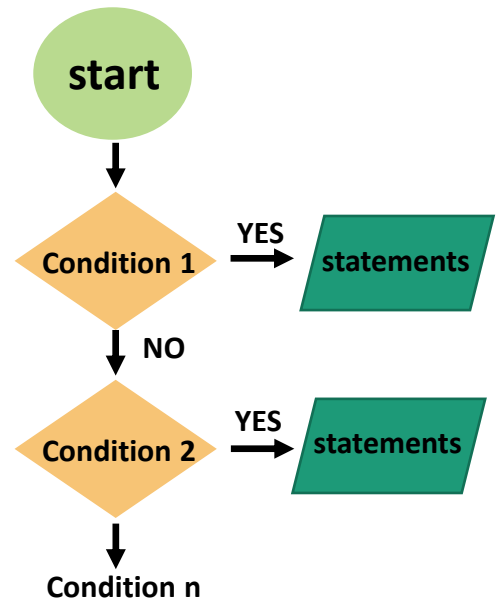 start
Condition 1
YES
statements
NO
Condition 2
YES
statements
Condition n